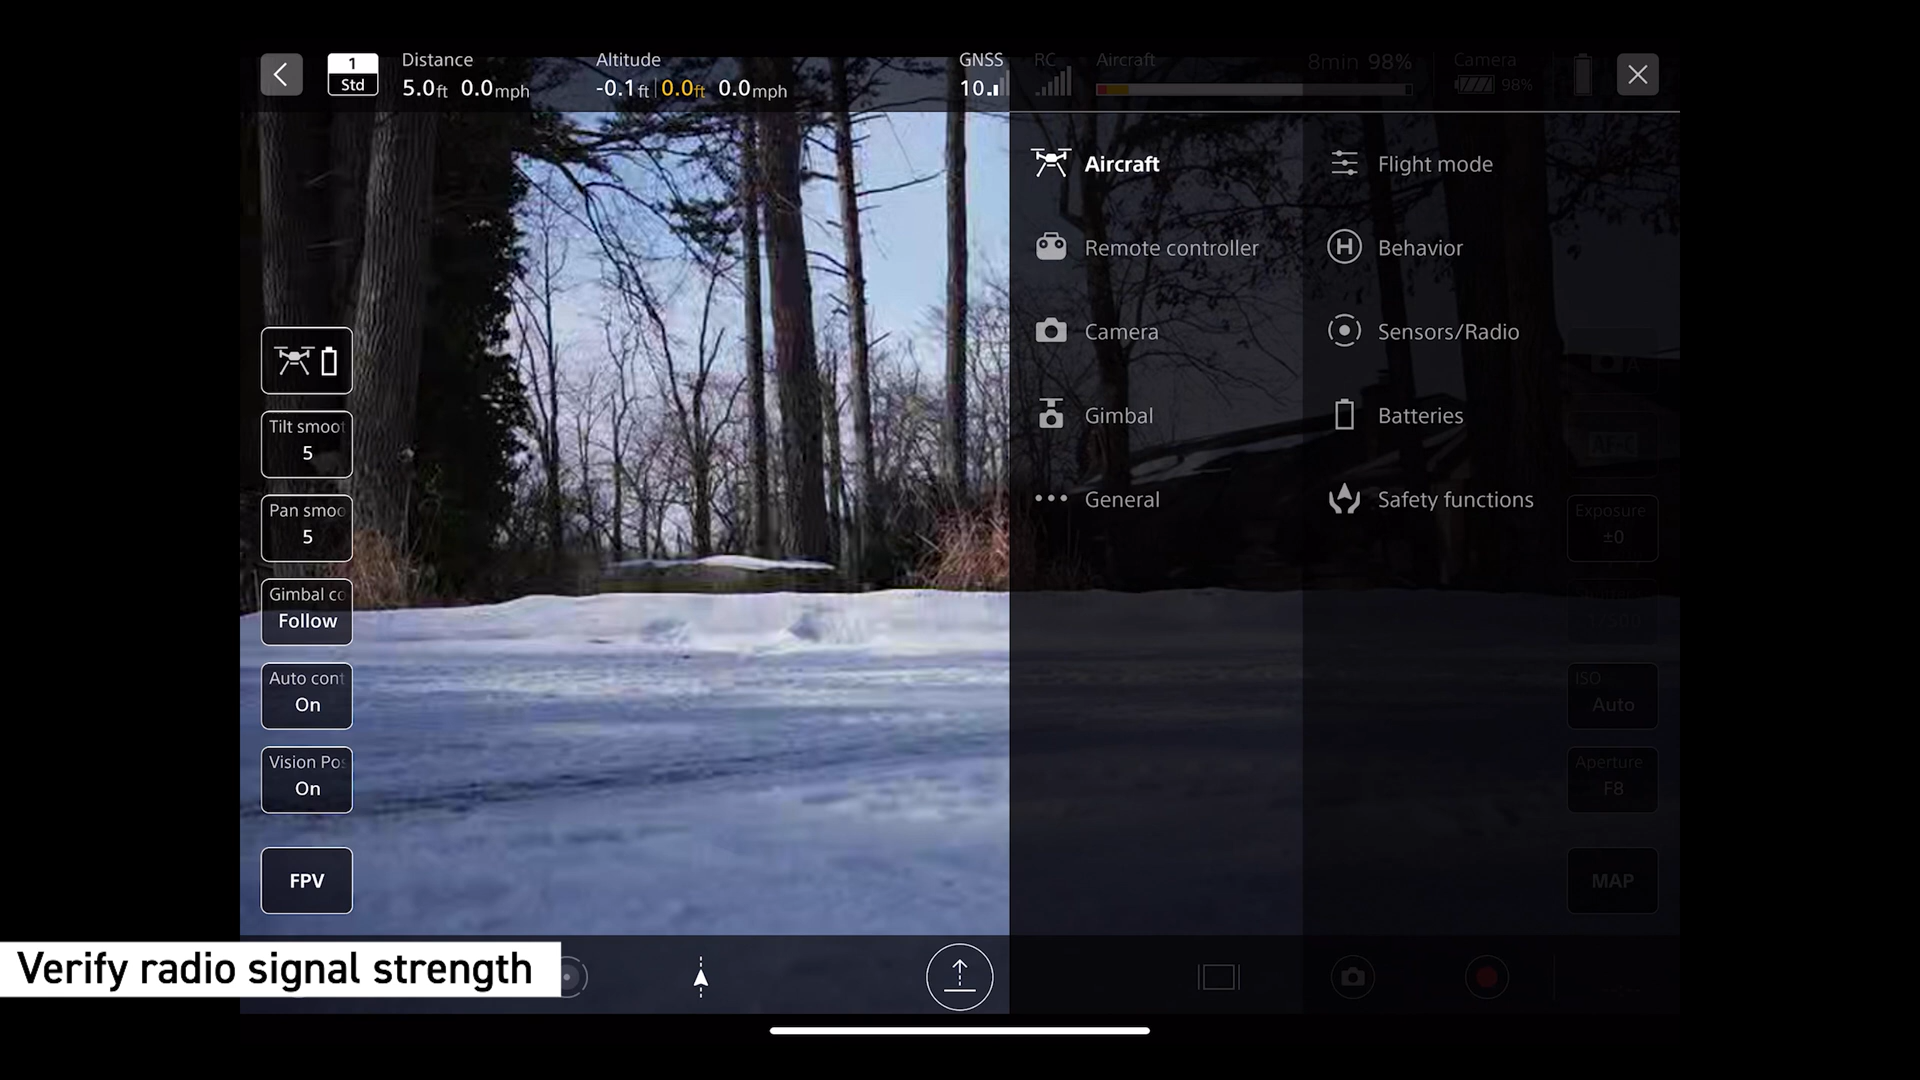 1
Std
Distance
5.0ft 0.0mph
Altitude
-0.1ft 0.0ft 0.0mph
GNSS
10
RC
Aircraft
8min 98%
Camera
98%
Aircraft
Flight mode
Remote controller
Behavior
Camera
Sensors/Radio
Gimbal
Batteries
General
Safety functions
Tilt smoot
5
Pan smoo
5
Gimbal co
Follow
Auto cont
On
Vision Pos
On
FPV
AF-C
Exposure
±0
1/500
ISO
Auto
Aperture
F8
MAP
Verify radio signal strength